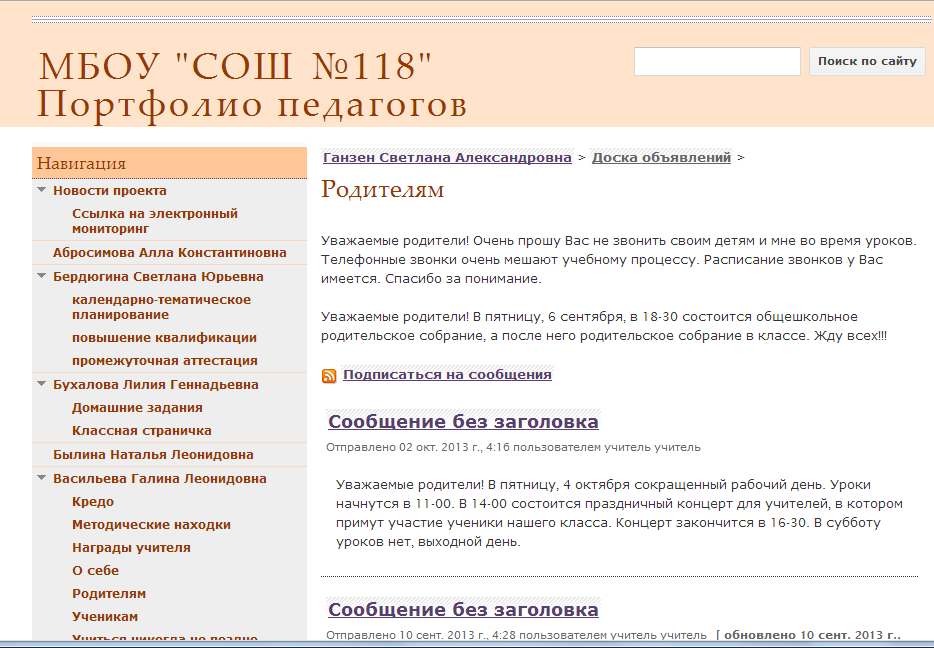 МБОУ "СОШ №118"
Портфолио педагогов
Поиск по сайту
Навигация
Новости проекта
Ссылка на электронный
мониторинг
Абросимова Алла Константиновна
Бердюгина Светлана Юрьевна
календарно-тематическое
планирование
повышение квалификации
промежуточная аттестация
Бухалова Лилия Геннадьевна
Домашние задания
Классная страничка
Былина Наталья Леонидовна
Васильева Галина Леонидовна
Кредо
Методические находки
Награды учителя
О себе
Родителям
Ученикам
Учиться никогда не поздно
Ганзен Светлана Александровна > Доска объявлений >
Родителям
Уважаемые родители! Очень прошу Вас не звонить своим детям и мне во время уроков.
Телефонные звонки очень мешают учебному процессу. Расписание звонков у Вас
имеется. Спасибо за понимание.
Уважаемые родители! В пятницу, 6 сентября, в 18-30 состоится общешкольное
родительское собрание, а после него родительское собрание в классе. Жду всех!!!
Подписаться на сообщения
Сообщение без заголовка
Отправлено 02 окт. 2013 г., 4:16 пользователем учитель учитель
Уважаемые родители! В пятницу, 4 октября сокращенный рабочий день. Уроки
начнутся в 11-00. В 14-00 состоится праздничный концерт для учителей, в котором
примут участие ученики нашего класса. Концерт закончится в 16-30. В субботу
уроков нет, выходной день.
Сообщение без заголовка
Отправлено 10 сент. 2013 г., 4:28 пользователем учитель учитель [ обновлено 10 сент. 2013 г..